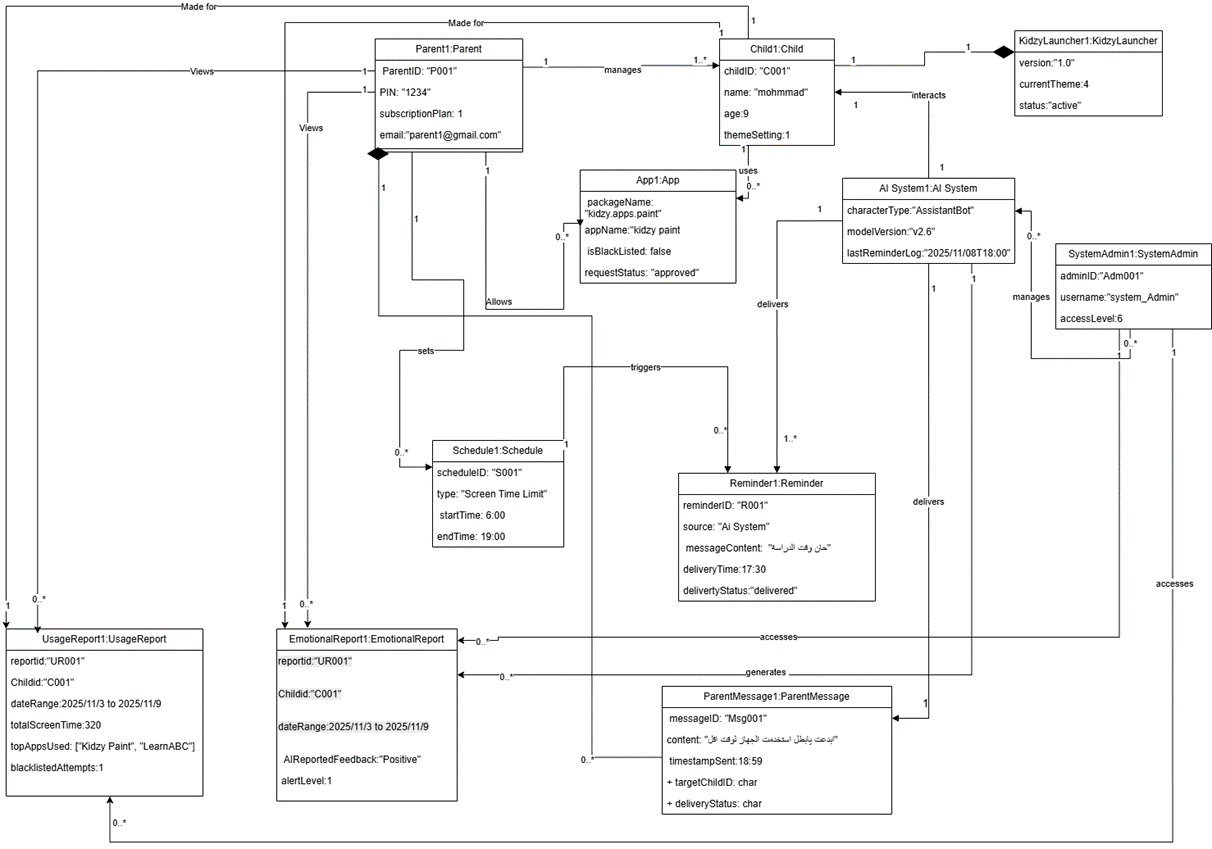 Made for
1
Made for
1
Parent1:Parent
ParentID: "P001"
PIN: "1234"
subscriptionPlan: 1
email:"parent1@gmail.com"
1
manages
1..*
Child1:Child
childID: "C001"
name: "mohmmad"
age:9
themeSetting:1
1
1
KidzyLauncher1:KidzyLauncher
version:"1.0"
currentTheme:4
status:"active"
Views
1
1
Views
interacts
1
1
1
1
1
1
uses
0..*
App1:App
packageName:
"kidzy.apps.paint"
appName:"kidzy paint
isBlackListed: false
requestStatus: "approved"
0..*
Allows
AI System1:AI System
characterType:"AssistantBot"
modelVersion:"v2.6"
lastReminderLog:"2025/11/08T18:00"
1
delivers
1
1
0..*
manages
SystemAdmin1:SystemAdmin
adminID:"Adm001"
username:"system_Admin"
accessLevel:6
0..*
1
1
sets
0..*
triggers
0..*
1..*
Schedule1:Schedule
scheduleID: "S001"
type: "Screen Time Limit"
startTime: 6:00
endTime: 19:00
1
Reminder1:Reminder
reminderID: "R001"
source: "Ai System"
messageContent: "حان وقت الدراسة"
deliveryTime:17:30
delivertyStatus:"delivered"
delivers
accesses
1
0..*
1
0..*
UsageReport1:UsageReport
reportid:"UR001"
Childid:"C001"
dateRange:2025/11/3 to 2025/11/9
totalScreenTime:320
topAppsUsed: ["Kidzy Paint", "LearnABC"]
blacklistedAttempts:1
0..*
EmotionalReport1:EmotionalReport
reportid:"UR001"
Childid:"C001"
dateRange:2025/11/3 to 2025/11/9
AIReportedFeedback:"Positive"
alertLevel:1
0..*
accesses
0..*
generates
ParentMessage1:ParentMessage
messageID: "Msg001"
content: "ابدعت يابطل استخدمت الجهاز لوقت اقل"
timestampSent:18:59
+ targetChildID: char
+ deliveryStatus: char
1
0..*